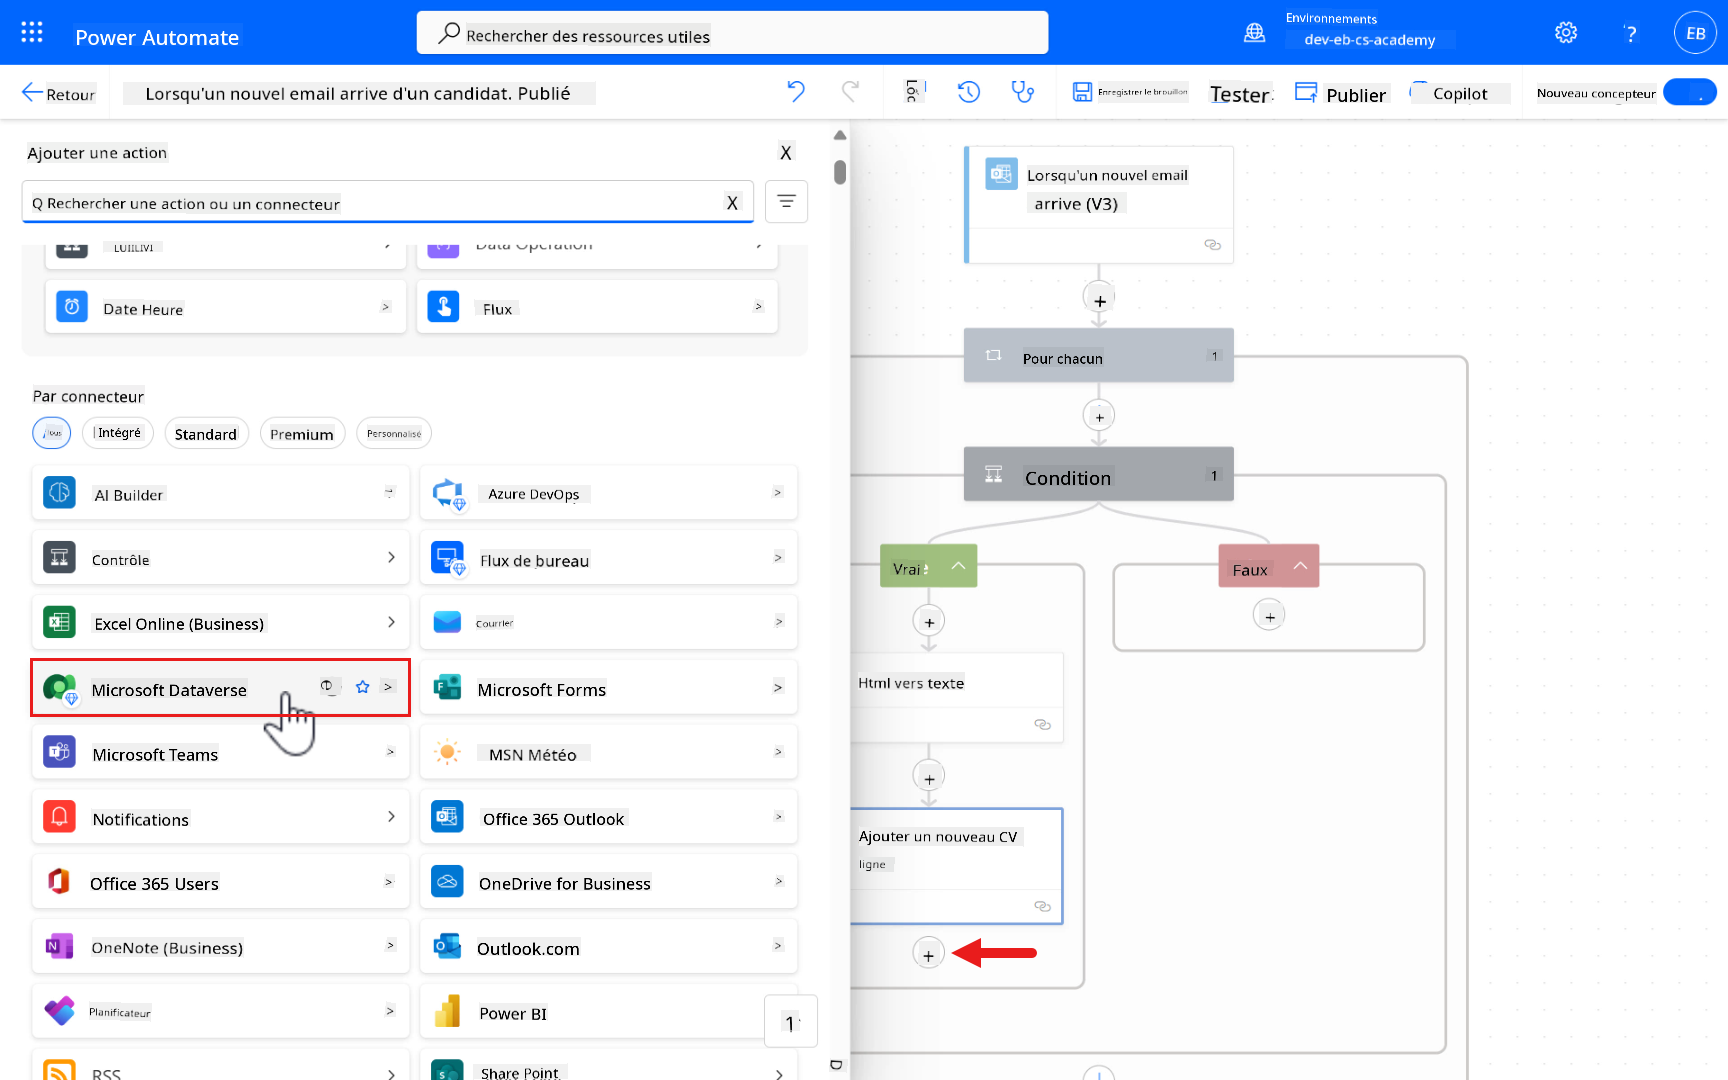 Power Automate
Rechercher des ressources utiles
Environnements
dev-eb-cs-academy
?
EB
Retour
Lorsqu'un nouvel email arrive d'un candidat. Publié
Enregistrer le brouillon
Tester
Publier
Copilot
Nouveau concepteur
Ajouter une action
X
Q Rechercher une action ou un connecteur
X
Data Operation
Date Heure
Flux
Par connecteur
Intégré
Standard
Premium
Personnalisé
AI Builder
Azure DevOps
Contrôle
Flux de bureau
Excel Online (Business)
Courrier
Microsoft Dataverse
Microsoft Forms
Microsoft Teams
MSN Météo
Notifications
Office 365 Outlook
Office 365 Users
OneDrive for Business
OneNote (Business)
Outlook.com
Planificateur
Power BI
RSS
Share Point
Lorsqu'un nouvel email
arrive (V3)
Pour chacun
1
Condition
1
Vrai
Faux
Html vers texte
Ajouter un nouveau CV
ligne